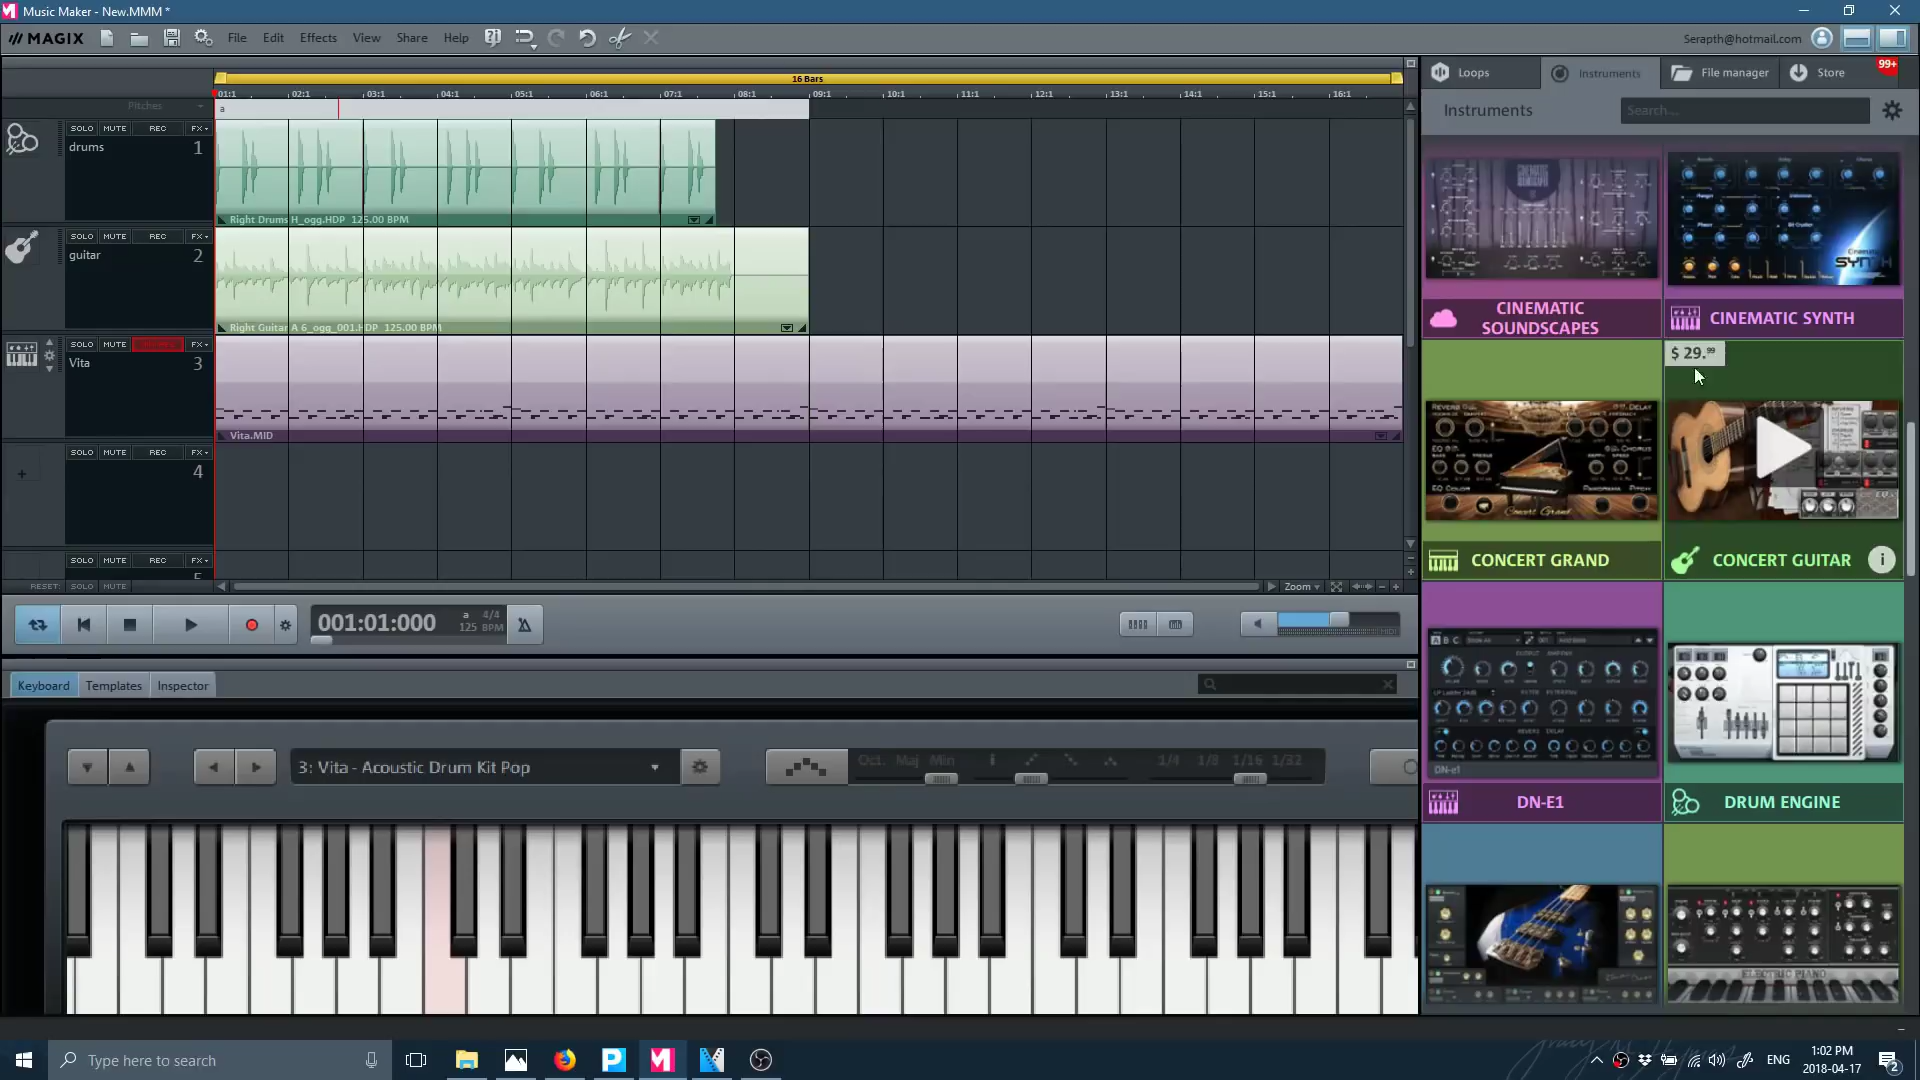 Music Maker - New.MMM *
MAGIX File Edit Effects View Share Help Serapth@hotmail.com
16 Bars
01:1 02:1 03:1 04:1 05:1 06:1 07:1 08:1 09:1 10:1 11:1 12:1 13:1 14:1 15:1 16:1
Pitches a
SOLO MUTE REC FX
drums 1
Right Drums H_ogg.HDP 125.00 BPM
SOLO MUTE REC FX
guitar 2
Right Guitar A 6_ogg_001.HDP 125.00 BPM
SOLO MUTE FX
Vita 3
Vita.MID
SOLO MUTE REC FX
4
SOLO MUTE REC FX
5
RESET: SOLO MUTE Zoom
001:01:000 a 4/4
125 BPM
MIDI
Keyboard Templates Inspector
3: Vita - Acoustic Drum Kit Pop
Oct. Maj Min 1/4 1/8 1/16 1/32
Loops Instruments File manager Store 99+
Instruments Search...
CINEMATIC
SOUNDSCAPES
CINEMATIC SYNTH
$ 29.99
CONCERT GRAND
CONCERT GUITAR i
DN-e1
DN-E1
DRUM ENGINE
ELECTRIC PIANO
Type here to search
ENG
1:02 PM
2018-04-17
2